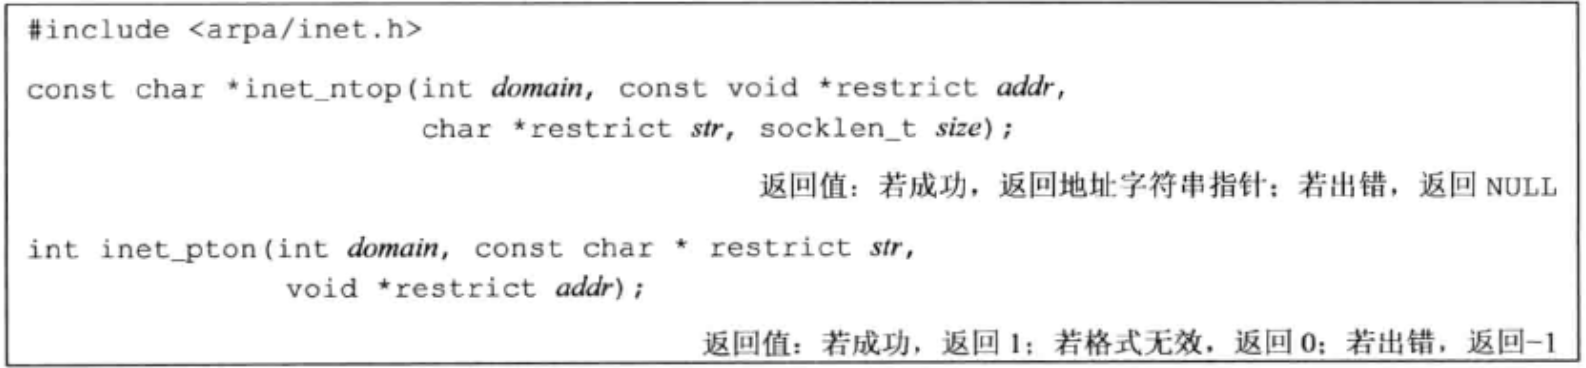 #include <arpa/inet.h>
const char *inet_ntop(int domain, const void *restrict addr,
char *restrict str, socklen_t size);
返回值：若成功，返回地址字符串指针；若出错，返回 NULL
int inet_pton(int domain, const char * restrict str,
void *restrict addr);
返回值：若成功，返回 1；若格式无效，返回 0；若出错，返回-1